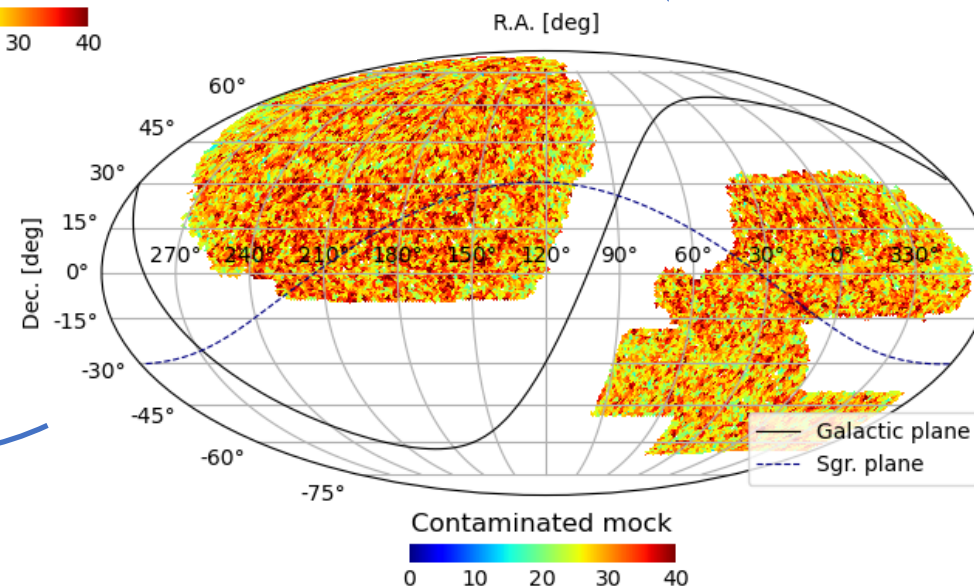 R.A. [deg]
30 40
60°
45°
30°
15°
0°
-15°
-30°
-45°
-60°
-75°
Dec. [deg]
270° 240° 210° 180° 150° 120° 90° 60° 30° 0° 330°
Galactic plane
Sgr. plane
Contaminated mock
0 10 20 30 40